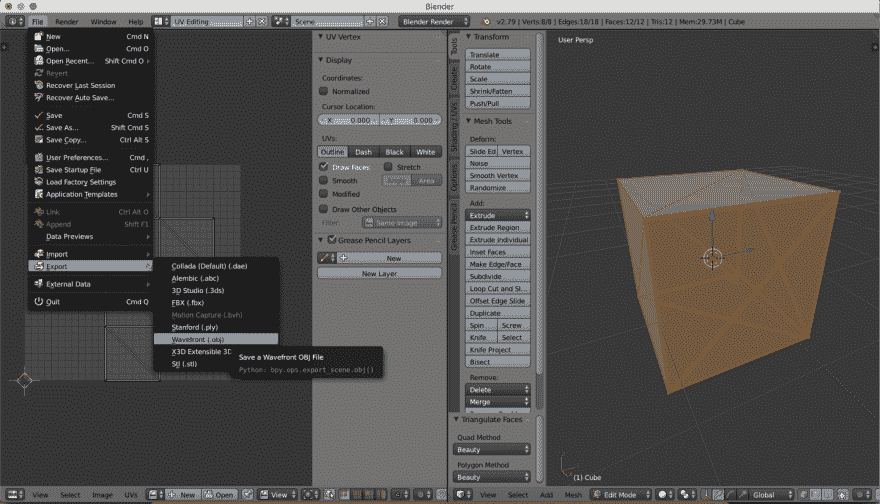 Blender
File Render Window Help UV Editing Scene Blender Render v2.79 | Verts:8/8 | Edges:18/18 | Faces:12/12 | Tris:12 | Mem:29.73M | Cube
New Cmd N
Open... Cmd O
Open Recent... Shift Cmd O
Revert
Recover Last Session
Recover Auto Save...
Save Cmd S
Save As... Shift Cmd S
Save Copy... Ctrl Alt S
User Preferences... Cmd ,
Save Startup File Ctrl U
Load Factory Settings
Application Templates
Link Ctrl Alt O
Append Shift F1
Data Previews
Import
Export
External Data
Quit Cmd Q
Collada (Default) (.dae)
Alembic (.abc)
3D Studio (.3ds)
FBX (.fbx)
Motion Capture (.bvh)
Stanford (.ply)
Wavefront (.obj)
X3D Extensible 3D
Stl (.stl)
Save a Wavefront OBJ File
Python: bpy.ops.export_scene.obj()
UV Vertex
Display
Coordinates:
Normalized
Cursor Location:
X: 0.000 Y: 0.000
UVs:
Outline Dash Black White
Draw Faces Stretch
Smooth Area
Modified
Draw Other Objects
Filter: Same Image
Grease Pencil Layers
New
New Layer
Tools
Create
Shading / UVs
Options
Grease Pencil
Transform
Translate
Rotate
Scale
Shrink/Fatten
Push/Pull
Mesh Tools
Deform:
Slide Ed Vertex
Noise
Smooth Vertex
Randomize
Add:
Extrude
Extrude Region
Extrude Individual
Inset Faces
Make Edge/Face
Subdivide
Loop Cut and Sl...
Offset Edge Slide
Duplicate
Spin Screw
Knife Select
Knife Project
Bisect
Remove:
Delete
Merge
Triangulate Faces
Quad Method
Beauty
Polygon Method
Beauty
User Persp
(1) Cube
View Select Image UVs New Open View
View Select Add Mesh Edit Mode Global